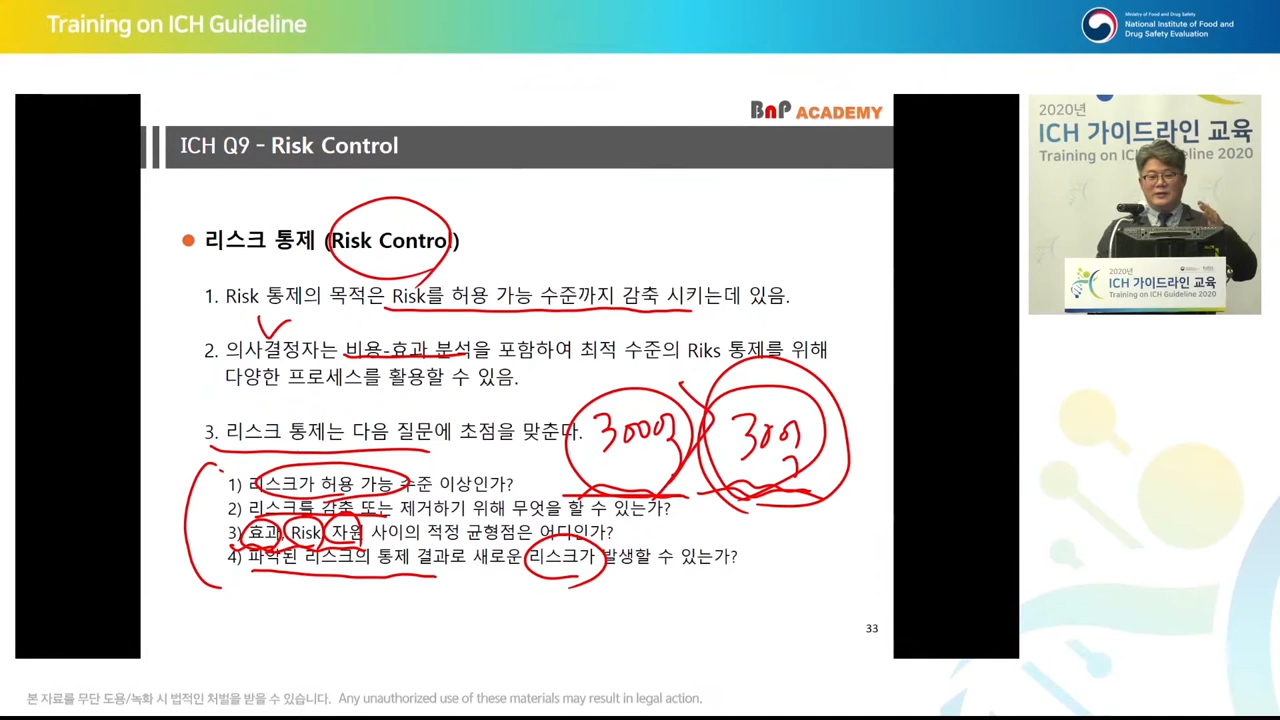 Training on ICH Guideline
Ministry of Food and Drug Safety
National Institute of Food and
Drug Safety Evaluation
BnP ACADEMY
ICH Q9 – Risk Control
리스크 통제 (Risk Control)
1. Risk 통제의 목적은 Risk를 허용 가능 수준까지 감축 시키는데 있음.
2. 의사결정자는 비용-효과 분석을 포함하여 최적 수준의 Riks 통제를 위해
다양한 프로세스를 활용할 수 있음.
3. 리스크 통제는 다음 질문에 초점을 맞춘다.
300억
30억
1) 리스크가 허용 가능 수준 이상인가?
2) 리스크를 감축 또는 제거하기 위해 무엇을 할 수 있는가?
3) 효과, Risk, 자원 사이의 적정 균형점은 어디인가?
4) 파악된 리스크의 통제 결과로 새로운 리스크가 발생할 수 있는가?
33
2020년
ICH 가이드라인 교육
Training on ICH Guideline 2020
2020년
ICH 가이드라인 교육
Training on ICH Guideline 2020
본 자료를 무단 도용/녹화 시 법적인 처벌을 받을 수 있습니다. Any unauthorized use of these materials may result in legal action.